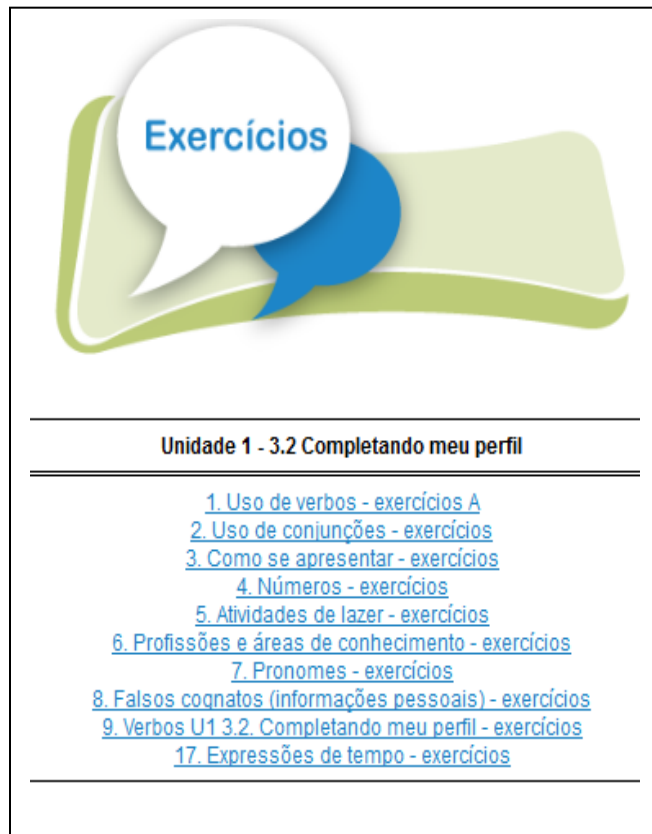 Exercícios
Unidade 1 - 3.2 Completando meu perfil
1. Uso de verbos - exercícios A
2. Uso de conjunções - exercícios
3. Como se apresentar - exercícios
4. Números - exercícios
5. Atividades de lazer - exercícios
6. Profissões e áreas de conhecimento - exercícios
7. Pronomes - exercícios
8. Falsos cognatos (informações pessoais) - exercícios
9. Verbos U1 3.2. Completando meu perfil - exercícios
17. Expressões de tempo - exercícios